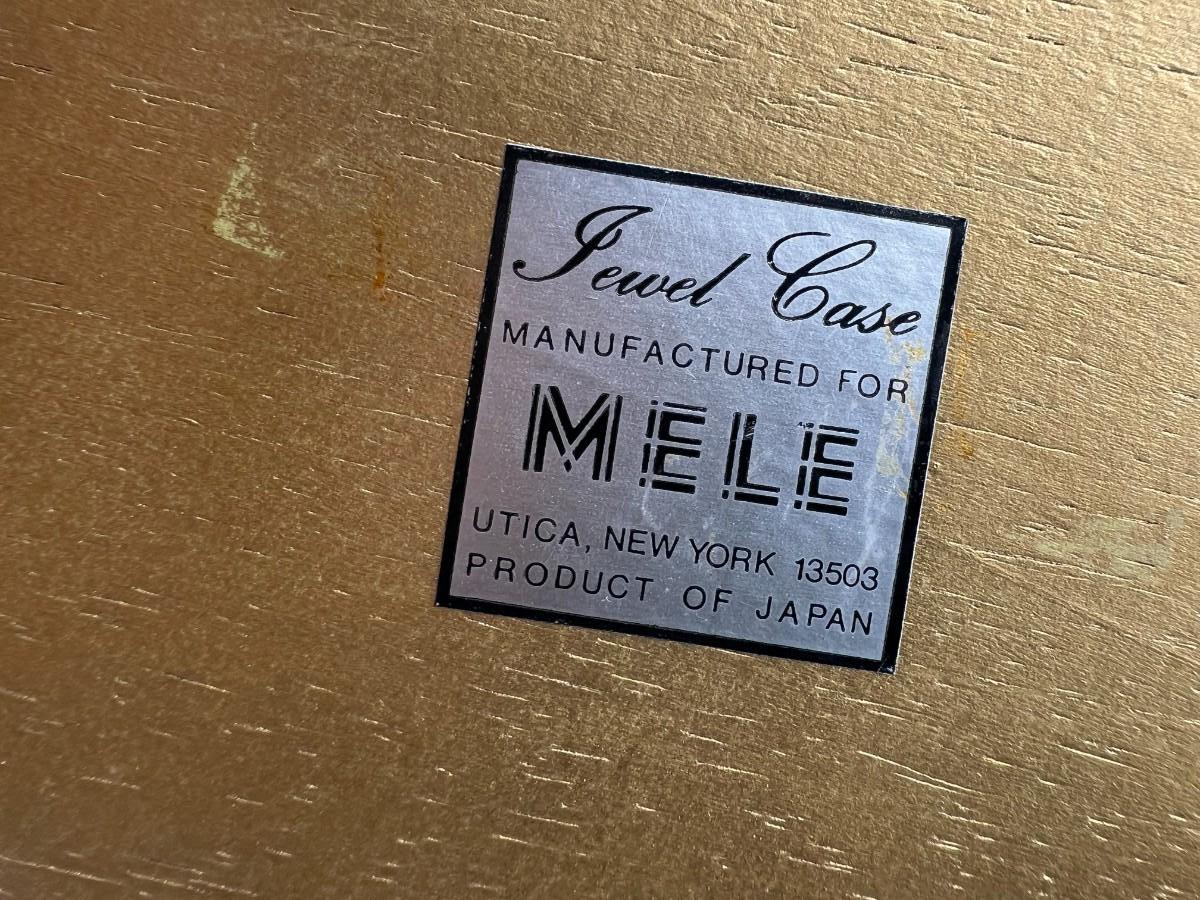 Jewel Case
MANUFACTURED FOR
MELE
UTICA, NEW YORK 13503
PRODUCT OF JAPAN